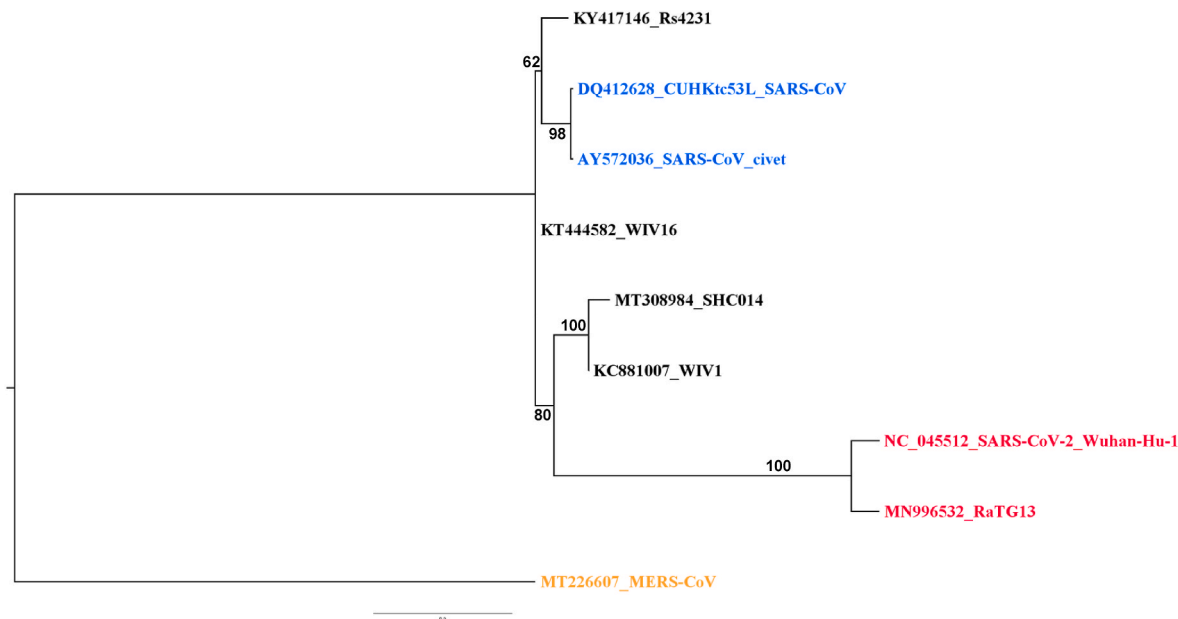 KY417146_Rs4231
62
DQ412628_CUHKtc53L_SARS-CoV
98
AY572036_SARS-CoV_civet
KT444582_WIV16
MT308984_SHC014
100
KC881007_WIV1
80
NC_045512_SARS-CoV-2_Wuhan-Hu-1
100
MN996532_RaTG13
MT226607_MERS-CoV